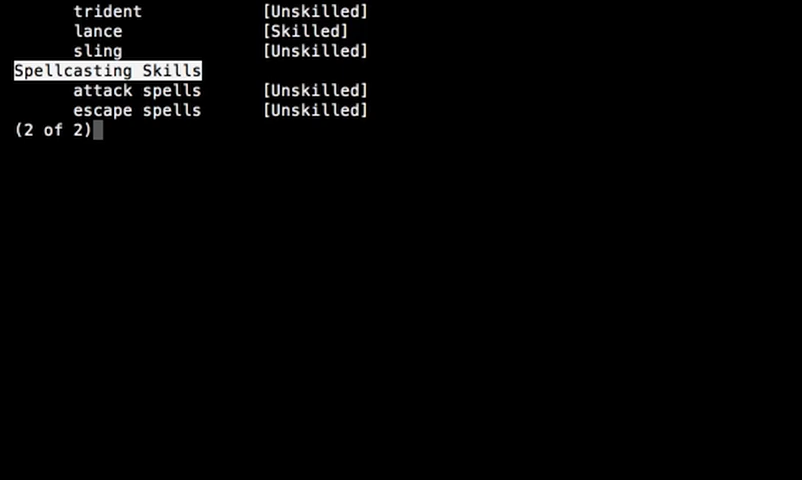 trident [Unskilled]
lance [Skilled]
sling [Unskilled]
Spellcasting Skills
attack spells [Unskilled]
escape spells [Unskilled]
(2 of 2)